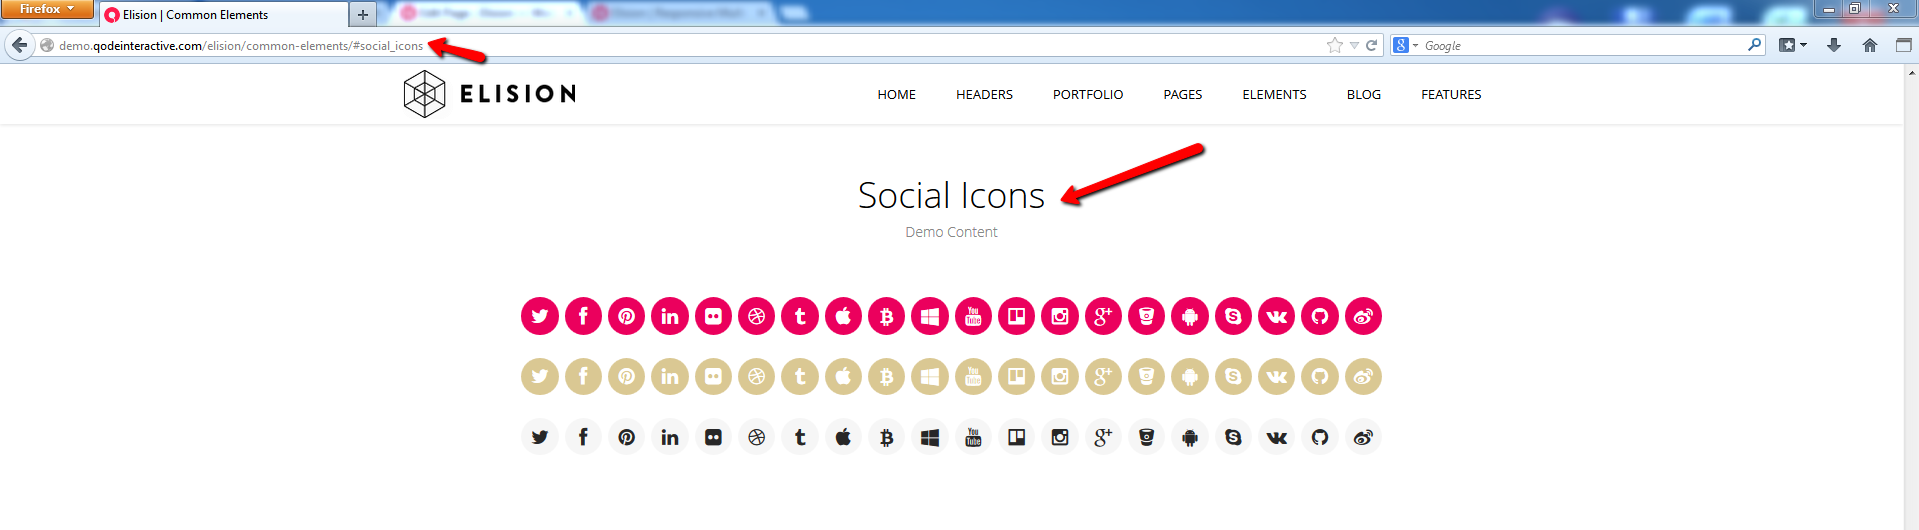 Firefox
Elision | Common Elements
demo.qodeinteractive.com/elision/common-elements/#social_icons
Google
ELISION
HOME HEADERS PORTFOLIO PAGES ELEMENTS BLOG FEATURES
Social Icons
Demo Content